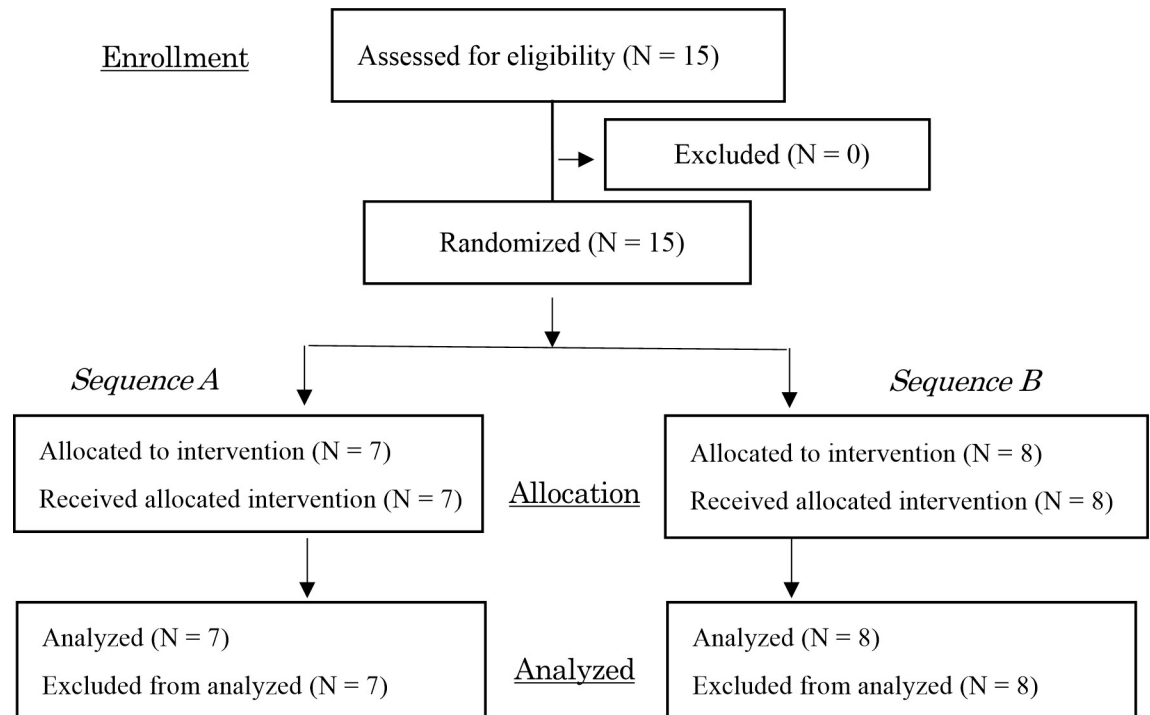 Enrollment
Assessed for eligibility (N = 15)
Excluded (N = 0)
Randomized (N = 15)
Sequence A
Sequence B
Allocated to intervention (N = 7)
Received allocated intervention (N = 7)
Allocation
Allocated to intervention (N = 8)
Received allocated intervention (N = 8)
Analyzed (N = 7)
Excluded from analyzed (N = 7)
Analyzed
Analyzed (N = 8)
Excluded from analyzed (N = 8)